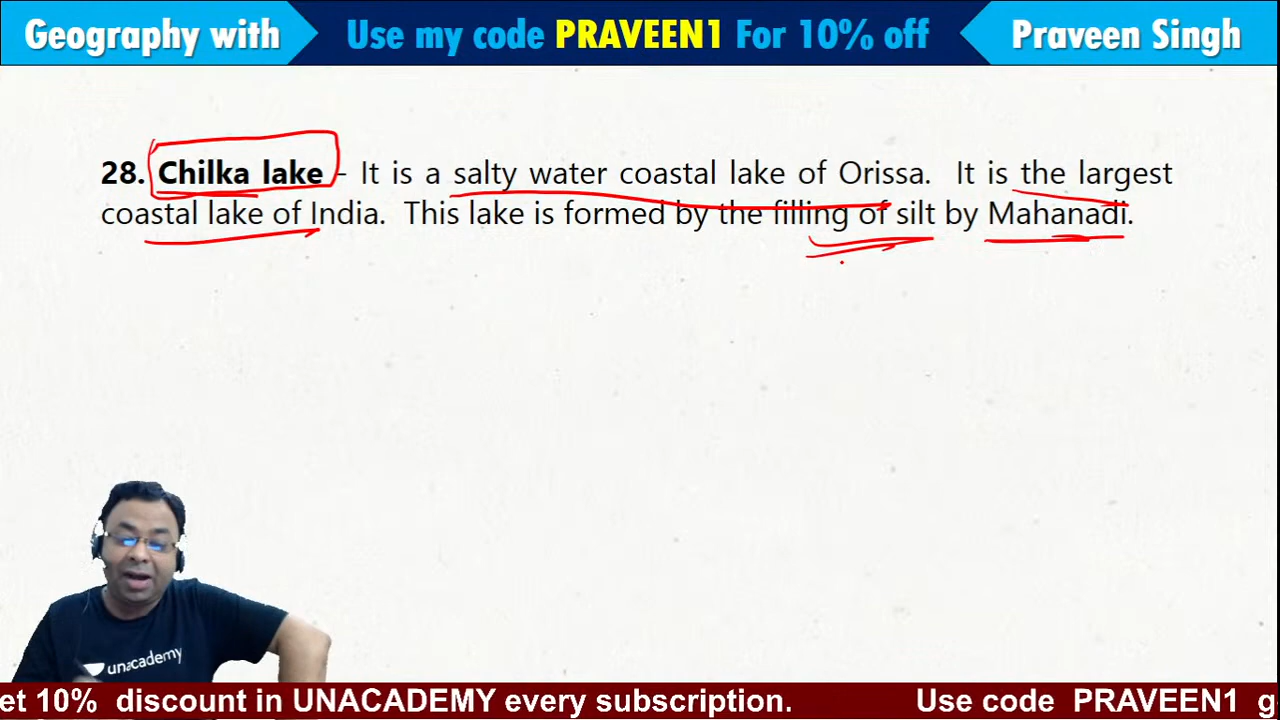 Geography with Use my code PRAVEEN1 For 10% off Praveen Singh
28. Chilka lake - It is a salty water coastal lake of Orissa. It is the largest
coastal lake of India. This lake is formed by the filling of silt by Mahanadi.
unacademy
et 10% discount in UNACADEMY every subscription. Use code PRAVEEN1 g